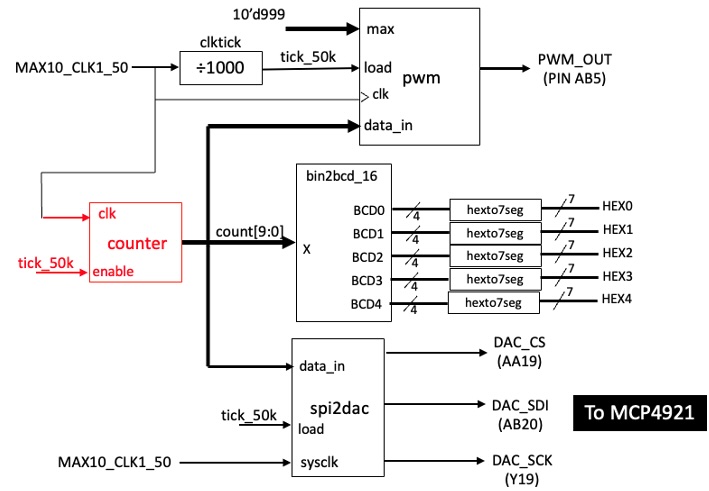 10'd999
max
clktick
MAX10_CLK1_50
÷1000
tick_50k
load
pwm
clk
data_in
PWM_OUT
(PIN AB5)
bin2bcd_16
clk
counter
tick_50k
enable
count[9:0]
X
BCD0
4
hexto7seg
7
HEX0
BCD1
4
hexto7seg
7
HEX1
BCD2
4
hexto7seg
7
HEX2
BCD3
4
hexto7seg
7
HEX3
BCD4
4
hexto7seg
7
HEX4
data_in
spi2dac
tick_50k
load
MAX10_CLK1_50
sysclk
DAC_CS
(AA19)
DAC_SDI
(AB20)
To MCP4921
DAC_SCK
(Y19)